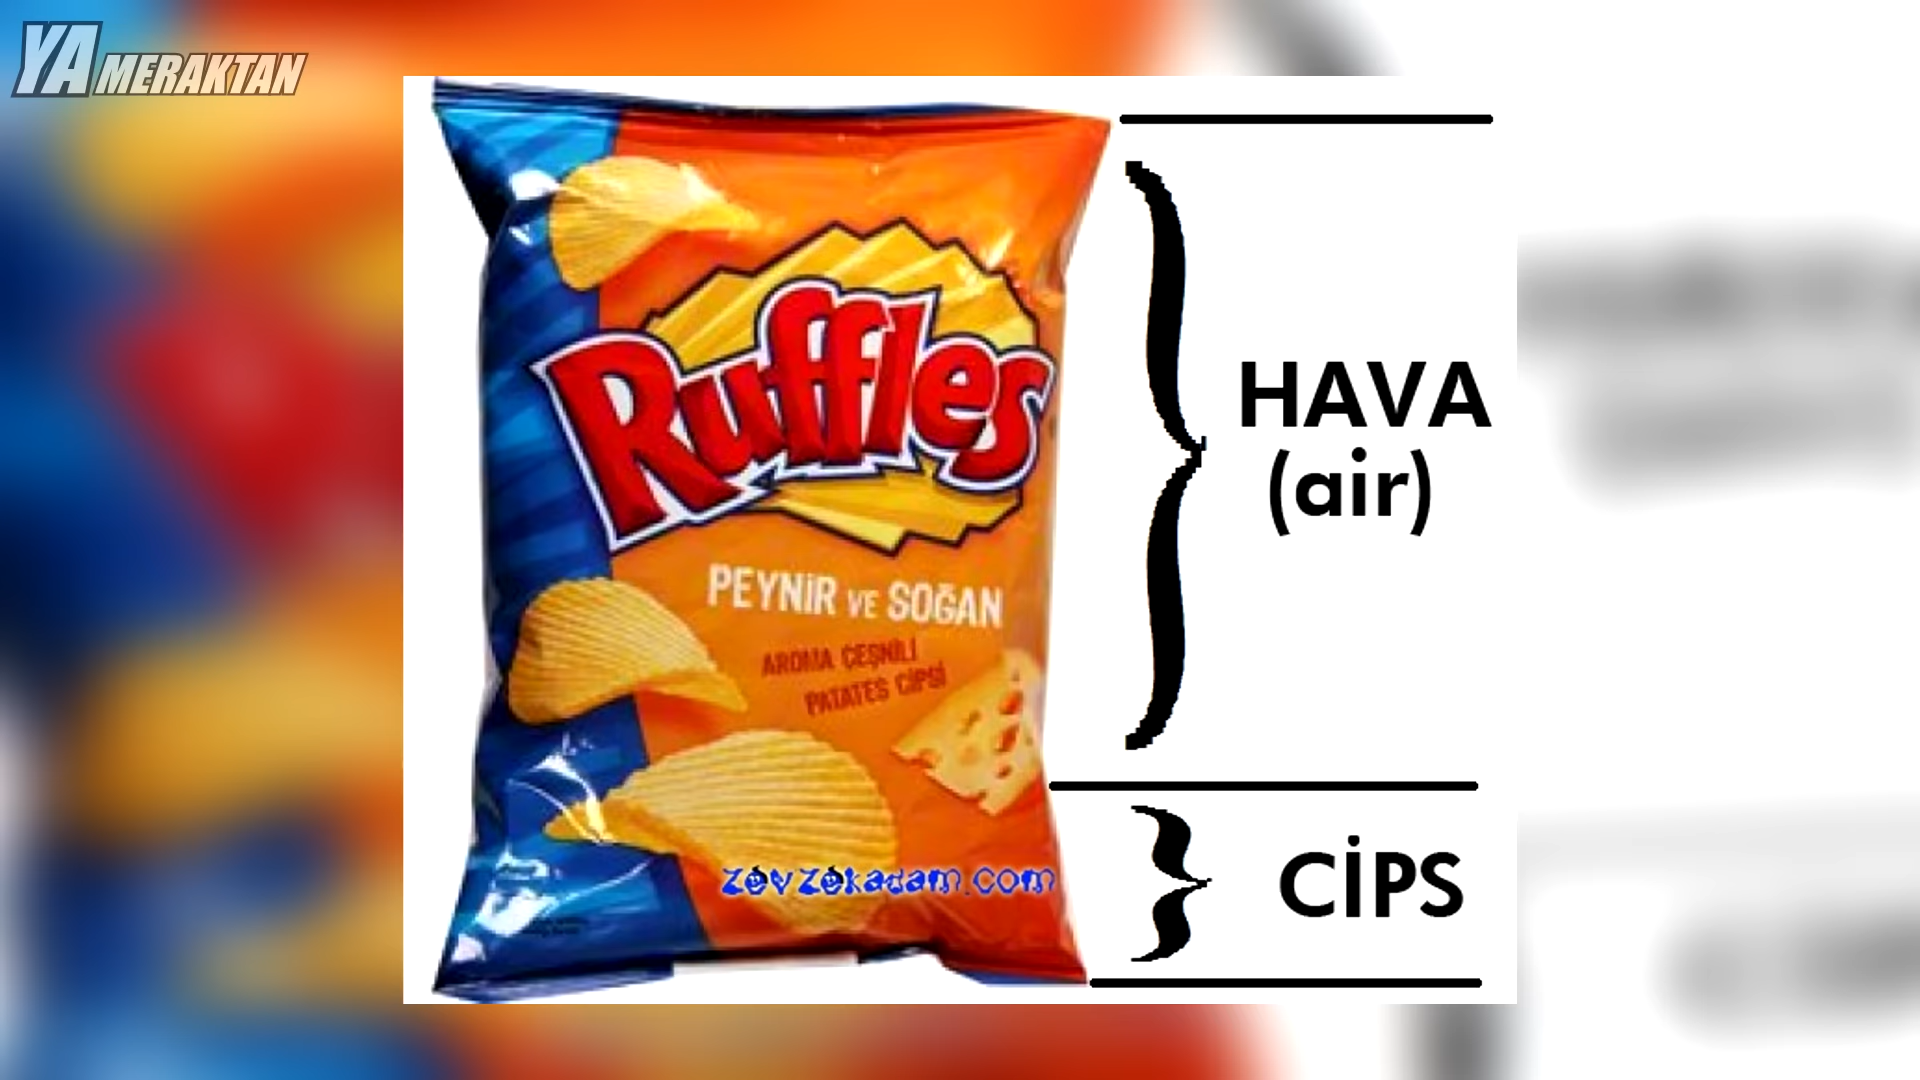 YA MERAKTAN
Ruffles
PEYNİR VE SOĞAN
AROMA ÇEŞNİLİ
PATATES CİPSİ
zevzekadam.com
HAVA
(air)
CİPS